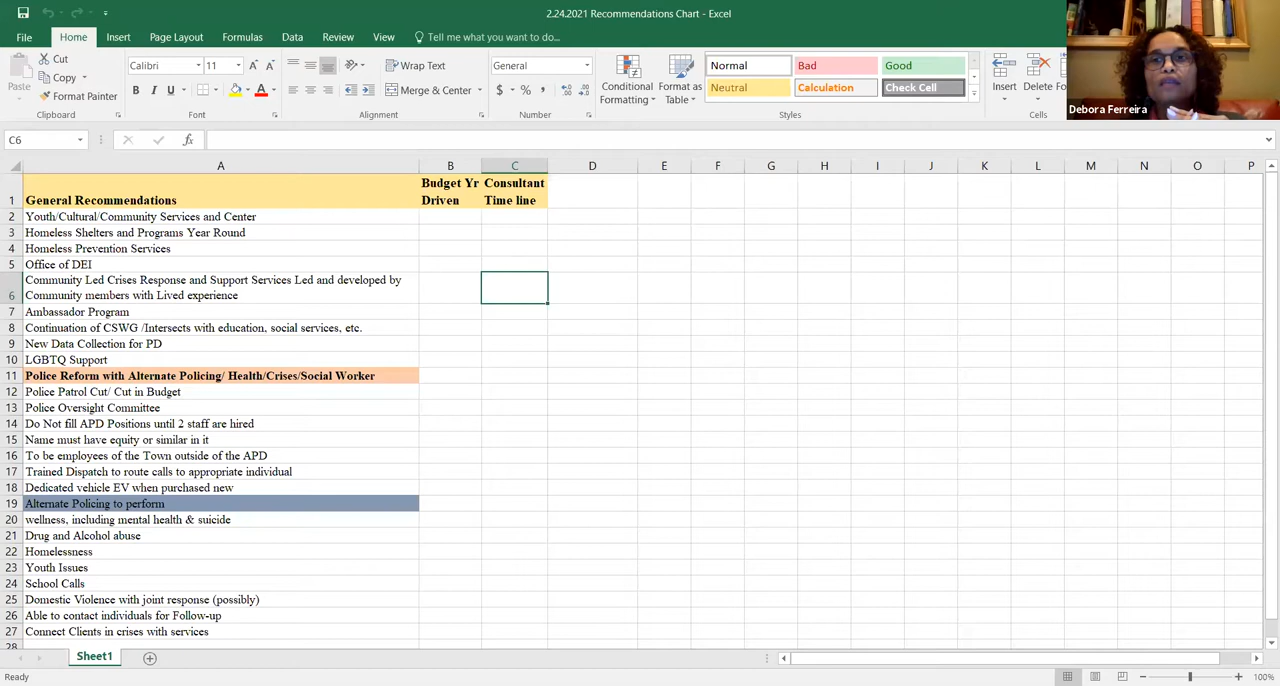 2.24.2021 Recommendations Chart - Excel
File Home Insert Page Layout Formulas Data Review View Tell me what you want to do...
Paste
Cut
Copy
Format Painter
Clipboard
Calibri 11 A A
B I U A
Font
Wrap Text
Merge & Center
Alignment
General
$ % ,
Number
Conditional Formatting
Format as Table
Normal Bad Good
Neutral Calculation Check Cell
Styles
Insert Delete
Cells
Debora Ferreira
C6 fx
A B C D E F G H I J K L M N O P
1 General Recommendations Budget Yr Driven Consultant Time line
2 Youth/Cultural/Community Services and Center
3 Homeless Shelters and Programs Year Round
4 Homeless Prevention Services
5 Office of DEI
Community Led Crises Response and Support Services Led and developed by
6 Community members with Lived experience
7 Ambassador Program
8 Continuation of CSWG /Intersects with education, social services, etc.
9 New Data Collection for PD
10 LGBTQ Support
11 Police Reform with Alternate Policing/ Health/Crises/Social Worker
12 Police Patrol Cut/ Cut in Budget
13 Police Oversight Committee
14 Do Not fill APD Positions until 2 staff are hired
15 Name must have equity or similar in it
16 To be employees of the Town outside of the APD
17 Trained Dispatch to route calls to appropriate individual
18 Dedicated vehicle EV when purchased new
19 Alternate Policing to perform
20 wellness, including mental health & suicide
21 Drug and Alcohol abuse
22 Homelessness
23 Youth Issues
24 School Calls
25 Domestic Violence with joint response (possibly)
26 Able to contact individuals for Follow-up
27 Connect Clients in crises with services
28
Sheet1
Ready 100%